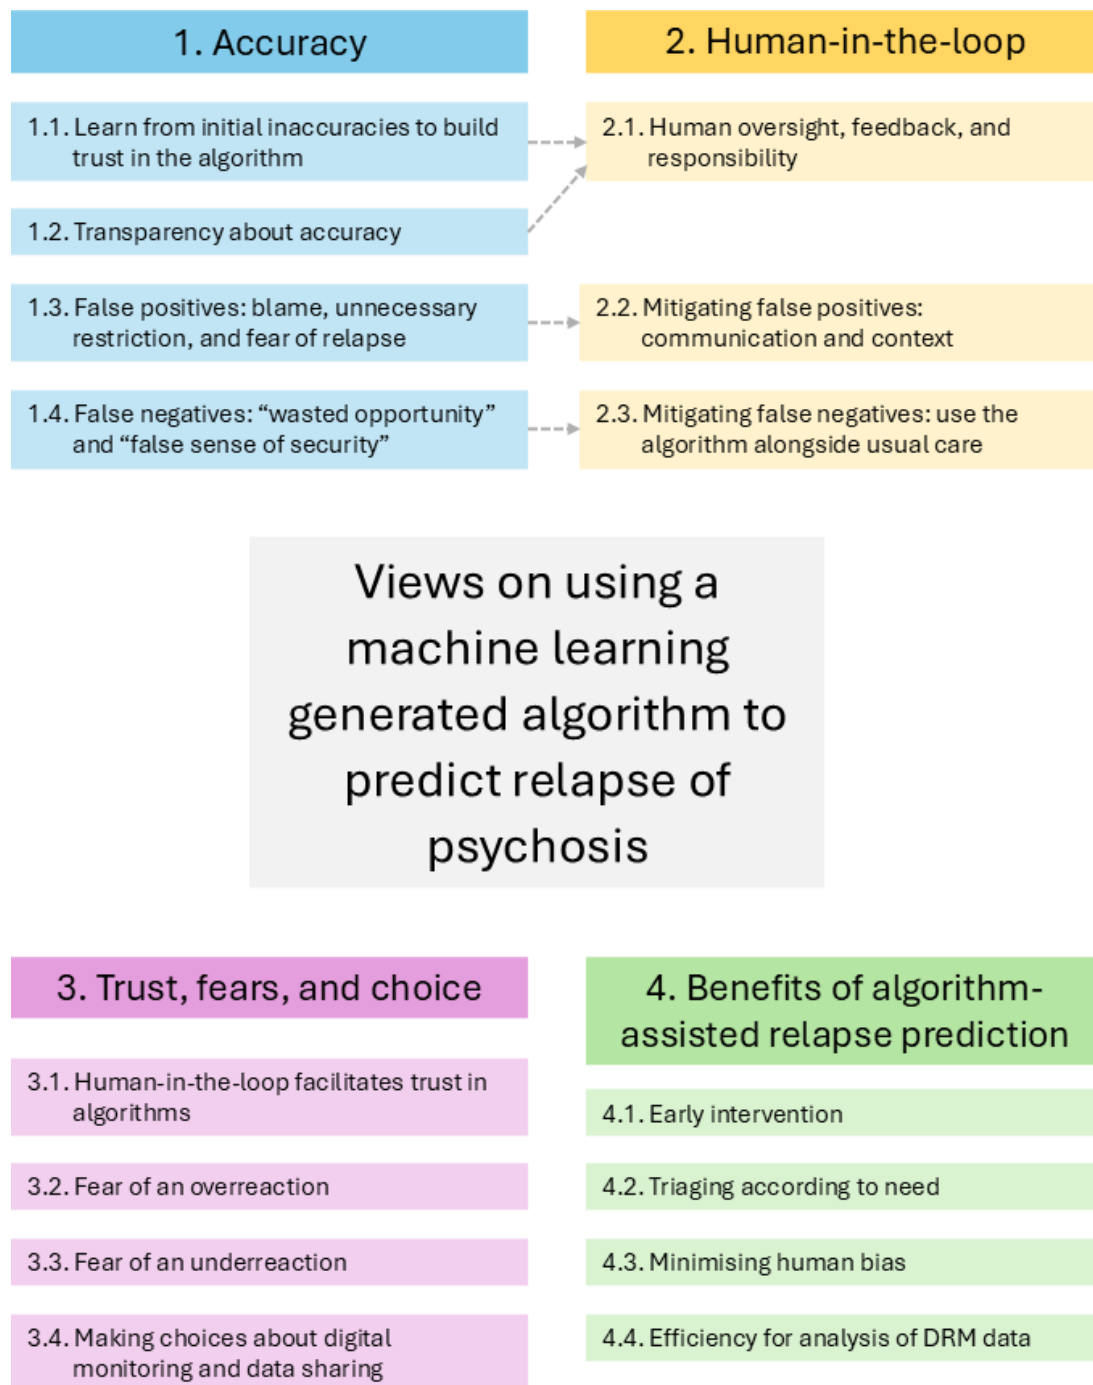 1. Accuracy
1.1. Learn from initial inaccuracies to build
trust in the algorithm
1.2. Transparency about accuracy
1.3. False positives: blame, unnecessary
restriction, and fear of relapse
1.4. False negatives: “wasted opportunity”
and “false sense of security”
2. Human-in-the-loop
2.1. Human oversight, feedback, and
responsibility
2.2. Mitigating false positives:
communication and context
2.3. Mitigating false negatives: use the
algorithm alongside usual care
Views on using a
machine learning
generated algorithm to
predict relapse of
psychosis
3. Trust, fears, and choice
3.1. Human-in-the-loop facilitates trust in
algorithms
3.2. Fear of an overreaction
3.3. Fear of an underreaction
3.4. Making choices about digital
monitoring and data sharing
4. Benefits of algorithm-
assisted relapse prediction
4.1. Early intervention
4.2. Triaging according to need
4.3. Minimising human bias
4.4. Efficiency for analysis of DRM data